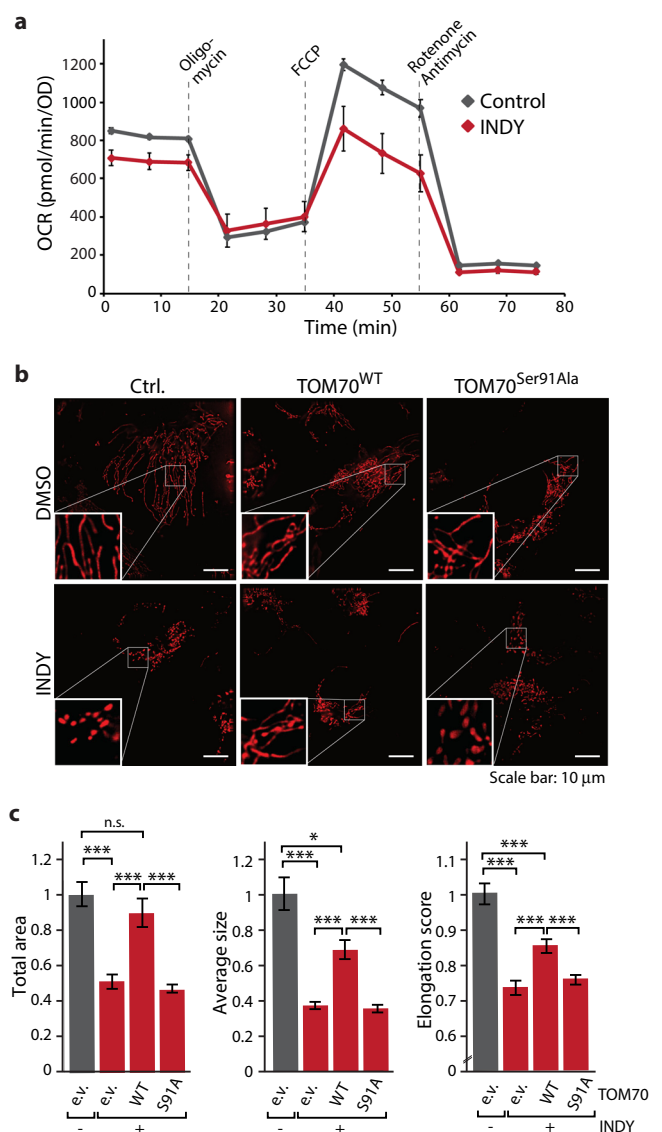 a
Oligo-
mycin
FCCP
Rotenone
Antimycin
1200
1000
800
600
400
200
0
OCR (pmol/min/OD)
Control
INDY
0 10 20 30 40 50 60 70 80
Time (min)
b
Ctrl. TOM70WT TOM70Ser91Ala
DMSO
INDY
Scale bar: 10 µm
c
n.s.
*** *** ***
1.2
1
0.8
0.6
0.4
0.2
0
Total area
e.v. e.v. WT S91A
- +
*
*** *** ***
1.2
1
0.8
0.6
0.4
0.2
0
Average size
e.v. e.v. WT S91A
- +
***
*** *** ***
1.1
1
0.9
0.8
0.7
0.6
0
Elongation score
e.v. e.v. WT S91A TOM70
- + INDY